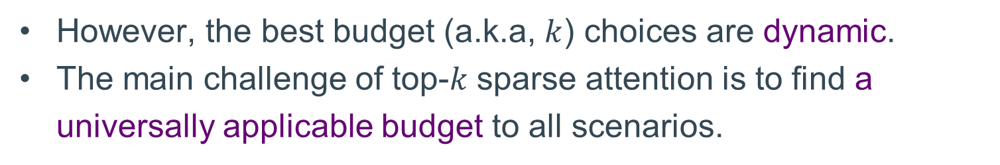 • However, the best budget (a.k.a, k) choices are dynamic.
• The main challenge of top-k sparse attention is to find a
universally applicable budget to all scenarios.